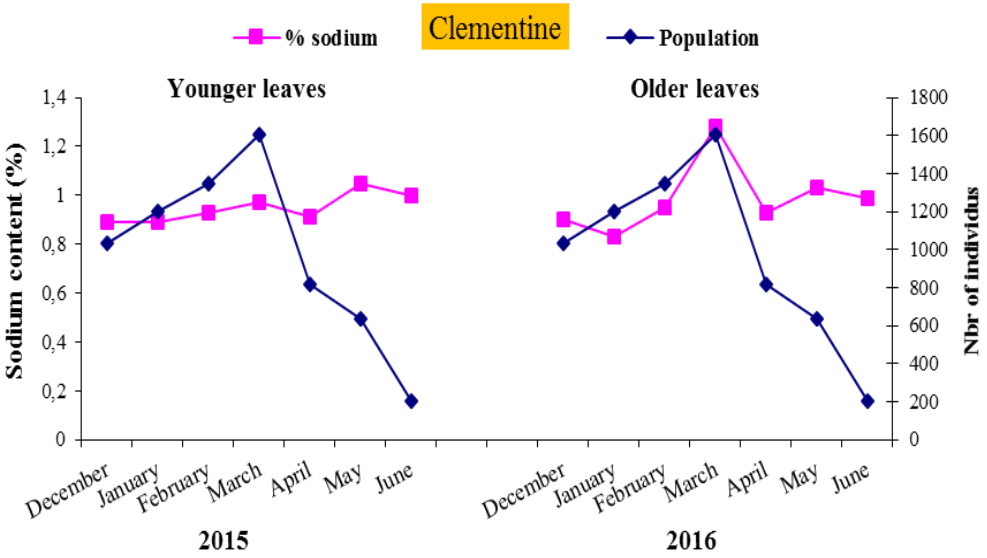 Clementine
% sodium
Population
Younger leaves
Older leaves
Sodium content (%)
1,4
1,2
1
0,8
0,6
0,4
0,2
0
1800
1600
1400
1200
1000
800
600
400
200
0
Nbr of individus
December January February March April May June
December January February March April May June
2015
2016